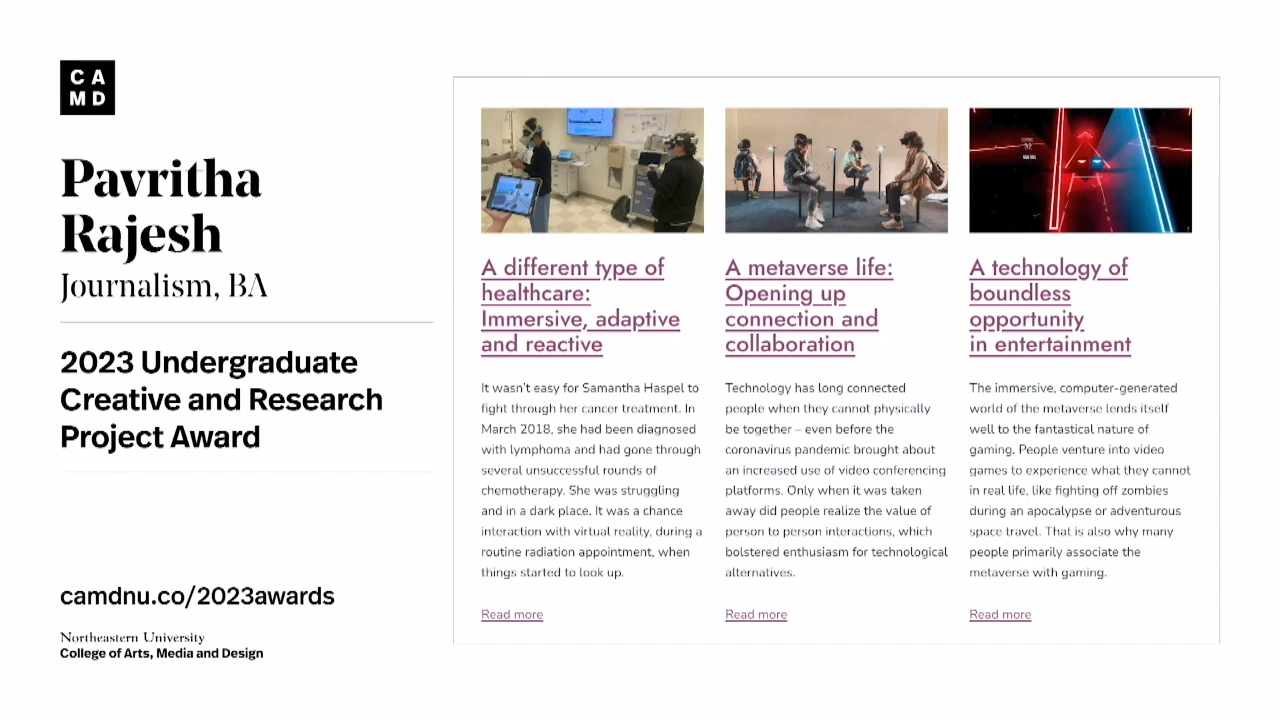 CA
MD
Pavritha
Rajesh
Journalism, BA
2023 Undergraduate
Creative and Research
Project Award
camdnu.co/2023awards
Northeastern University
College of Arts, Media and Design
A different type of
healthcare:
Immersive, adaptive
and reactive
It wasn't easy for Samantha Haspel to
fight through her cancer treatment. In
March 2018, she had been diagnosed
with lymphoma and had gone through
several unsuccessful rounds of
chemotherapy. She was struggling
and in a dark place. It was a chance
interaction with virtual reality, during a
routine radiation appointment, when
things started to look up.
Read more
A metaverse life:
Opening up
connection and
collaboration
Technology has long connected
people when they cannot physically
be together – even before the
coronavirus pandemic brought about
an increased use of video conferencing
platforms. Only when it was taken
away did people realize the value of
person to person interactions, which
bolstered enthusiasm for technological
alternatives.
Read more
A technology of
boundless
opportunity
in entertainment
The immersive, computer-generated
world of the metaverse lends itself
well to the fantastical nature of
gaming. People venture into video
games to experience what they cannot
in real life, like fighting off zombies
during an apocalypse or adventurous
space travel. That is also why many
people primarily associate the
metaverse with gaming.
Read more